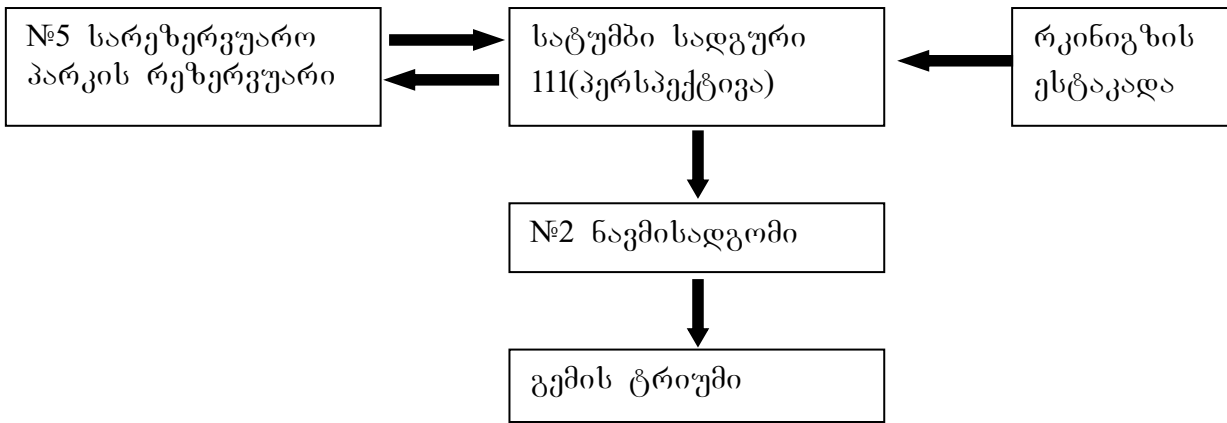 №5 სარეზერვუარო
პარკის რეზერვუარი
სატუმბი სადგური
111(პერსპექტივა)
რკინიგზის
ესტაკადა
№2 ნავმისადგომი
გემის ტრიუმი